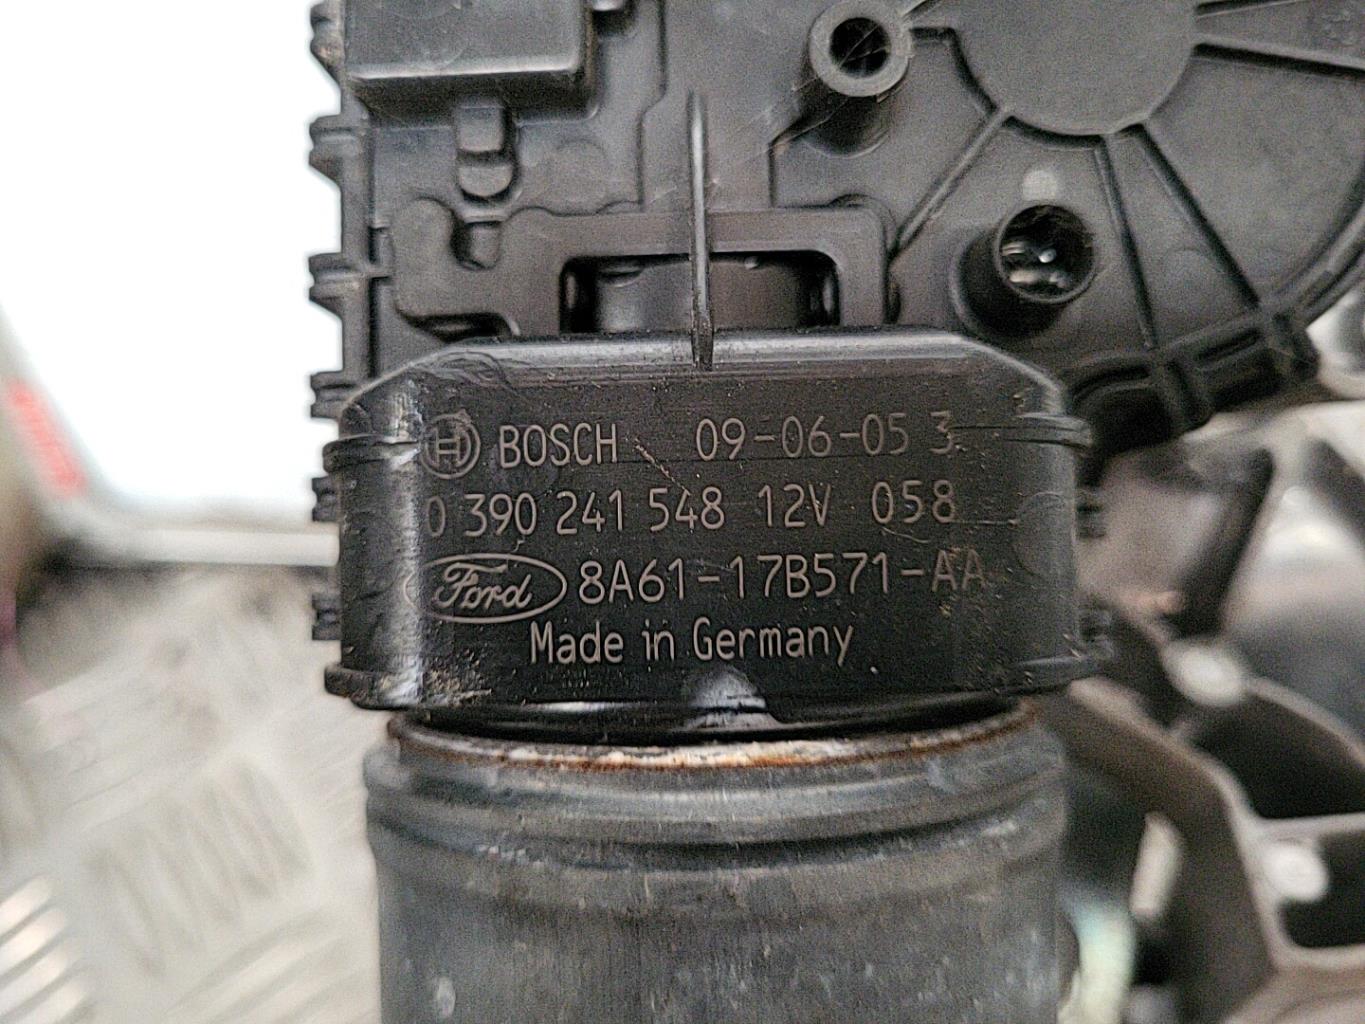 BOSCH 09-06-05 3
0 390 241 548 12V 058
Ford 8A61-17B571-AA
Made in Germany